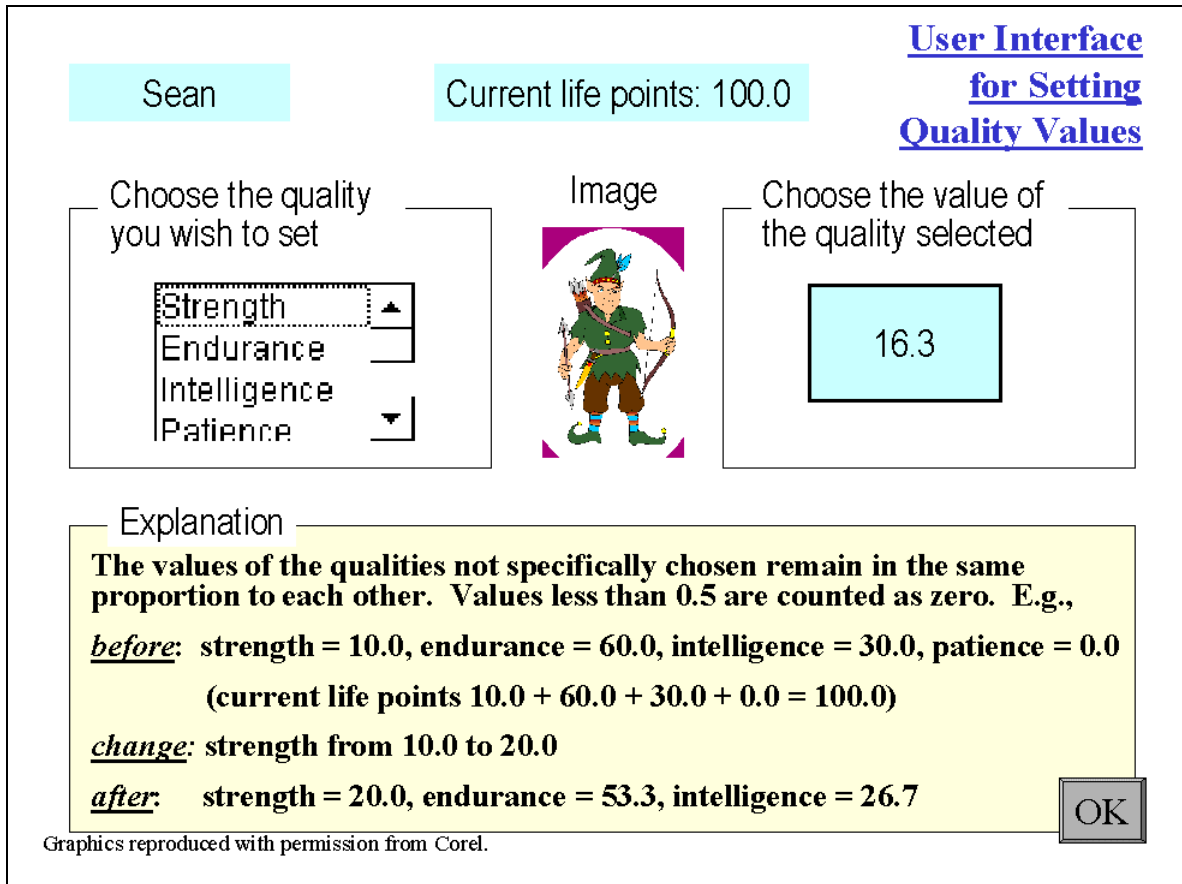 User Interface
for Setting
Quality Values
Sean
Current life points: 100.0
Choose the quality
you wish to set
Strength
Endurance
Intelligence
Patience
Image
Choose the value of
the quality selected
16.3
Explanation
The values of the qualities not specifically chosen remain in the same
proportion to each other.  Values less than 0.5 are counted as zero.  E.g.,
before:  strength = 10.0, endurance = 60.0, intelligence = 30.0, patience = 0.0
(current life points 10.0 + 60.0 + 30.0 + 0.0 = 100.0)
change: strength from 10.0 to 20.0
after:    strength = 20.0, endurance = 53.3, intelligence = 26.7
OK
Graphics reproduced with permission from Corel.